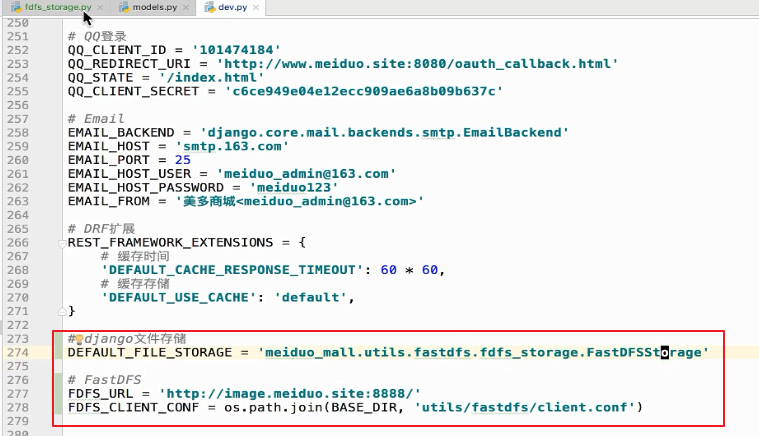 fdfs_storage.py × models.py × dev.py ×
250
251 # QQ登录
252 QQ_CLIENT_ID = '101474184'
253 QQ_REDIRECT_URI = 'http://www.meiduo.site:8080/oauth_callback.html'
254 QQ_STATE = '/index.html'
255 QQ_CLIENT_SECRET = 'c6ce949e04e12ecc909ae6a8b09b637c'
256
257 # Email
258 EMAIL_BACKEND = 'django.core.mail.backends.smtp.EmailBackend'
259 EMAIL_HOST = 'smtp.163.com'
260 EMAIL_PORT = 25
261 EMAIL_HOST_USER = 'meiduo_admin@163.com'
262 EMAIL_HOST_PASSWORD = 'meiduo123'
263 EMAIL_FROM = '美多商城<meiduo_admin@163.com>'
264
265 # DRF扩展
266 REST_FRAMEWORK_EXTENSIONS = {
267 # 缓存时间
268 'DEFAULT_CACHE_RESPONSE_TIMEOUT': 60 * 60,
269 # 缓存存储
270 'DEFAULT_USE_CACHE': 'default',
271 }
272
273 # django文件存储
274 DEFAULT_FILE_STORAGE = 'meiduo_mall.utils.fastdfs.fdfs_storage.FastDFSStorage'
275
276 # FastDFS
277 FDFS_URL = 'http://image.meiduo.site:8888/'
278 FDFS_CLIENT_CONF = os.path.join(BASE_DIR, 'utils/fastdfs/client.conf')
279
280